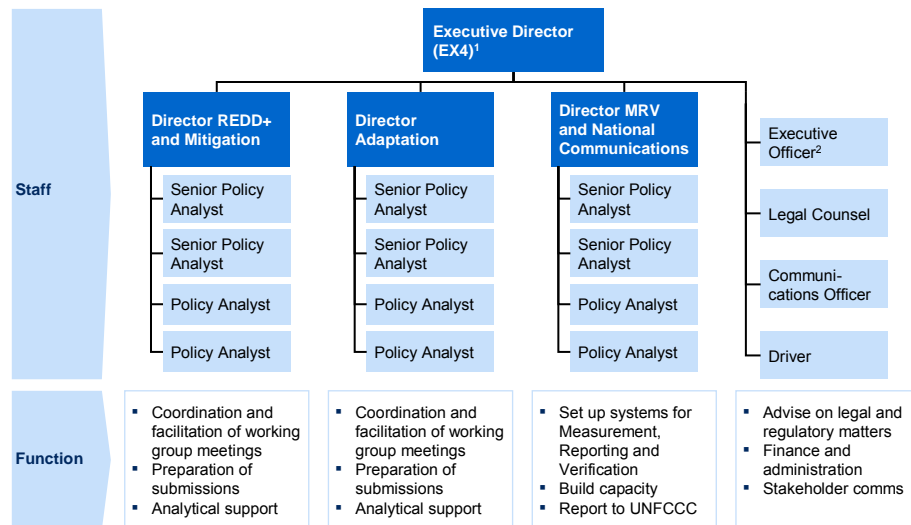 Executive Director
(EX4)1
Director REDD+
and Mitigation
Director
Adaptation
Director MRV
and National
Communications
Staff
Senior Policy
Analyst
Senior Policy
Analyst
Policy Analyst
Policy Analyst
Senior Policy
Analyst
Senior Policy
Analyst
Policy Analyst
Policy Analyst
Senior Policy
Analyst
Senior Policy
Analyst
Policy Analyst
Policy Analyst
Executive
Officer2
Legal Counsel
Communi-
cations Officer
Driver
Function
▪ Coordination and
facilitation of working
group meetings
▪ Preparation of
submissions
▪ Analytical support
▪ Coordination and
facilitation of working
group meetings
▪ Preparation of
submissions
▪ Analytical support
▪ Set up systems for
Measurement,
Reporting and
Verification
▪ Build capacity
▪ Report to UNFCCC
▪ Advise on legal and
regulatory matters
▪ Finance and
administration
▪ Stakeholder comms